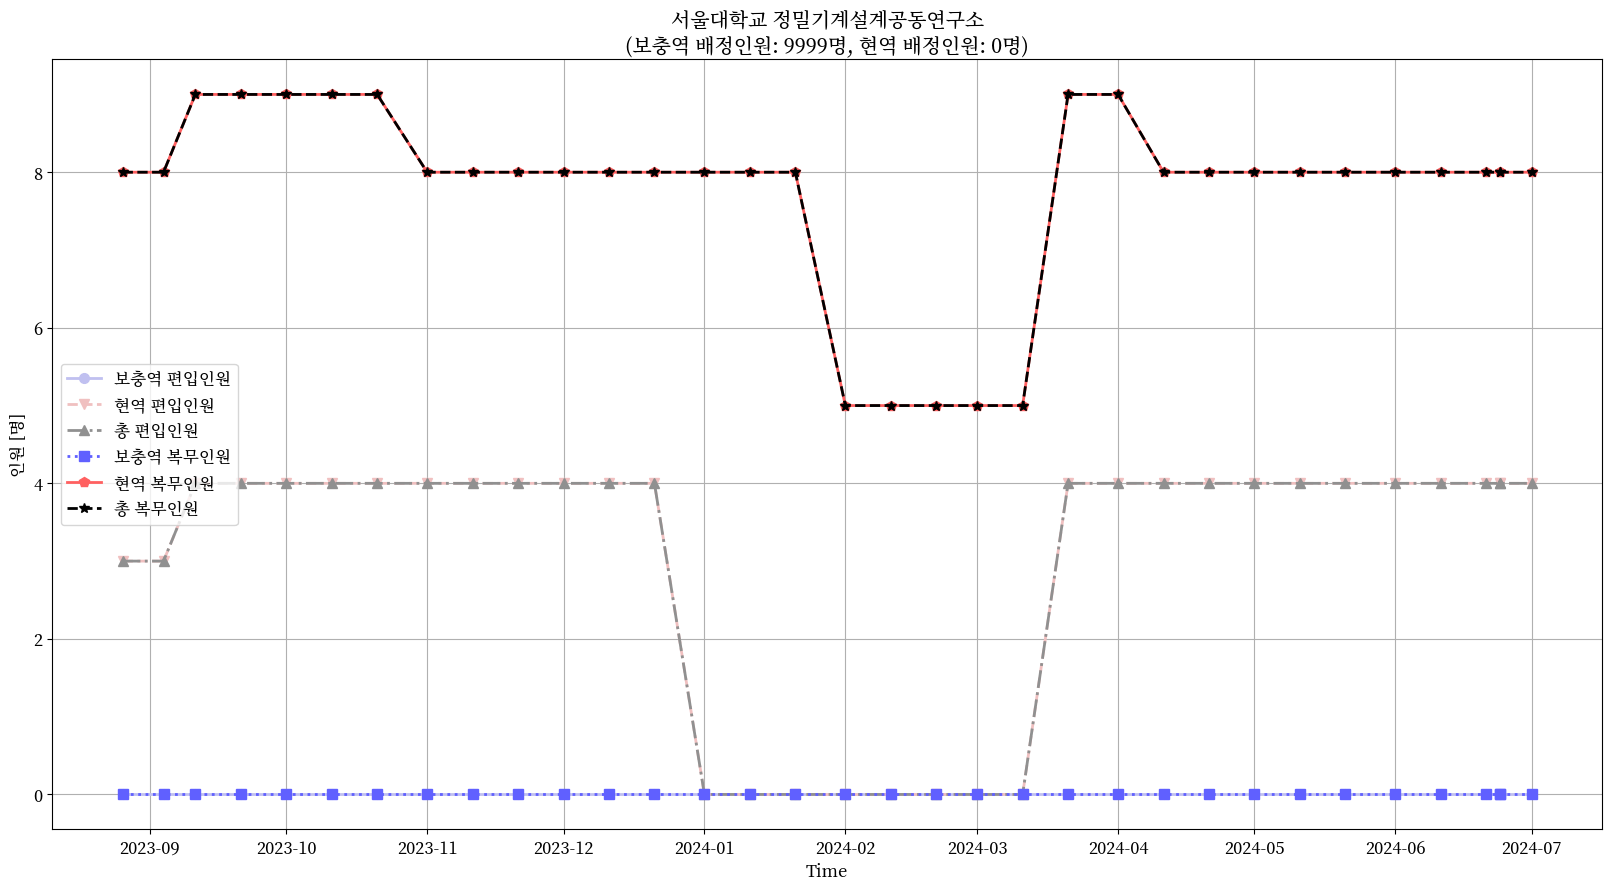 서울대학교 정밀기계설계공동연구소
(보충역 배정인원: 9999명, 현역 배정인원: 0명)
인원 [명]
8
6
4
2
0
보충역 편입인원
현역 편입인원
총 편입인원
보충역 복무인원
현역 복무인원
총 복무인원
2023-09 2023-10 2023-11 2023-12 2024-01 2024-02 2024-03 2024-04 2024-05 2024-06 2024-07
Time